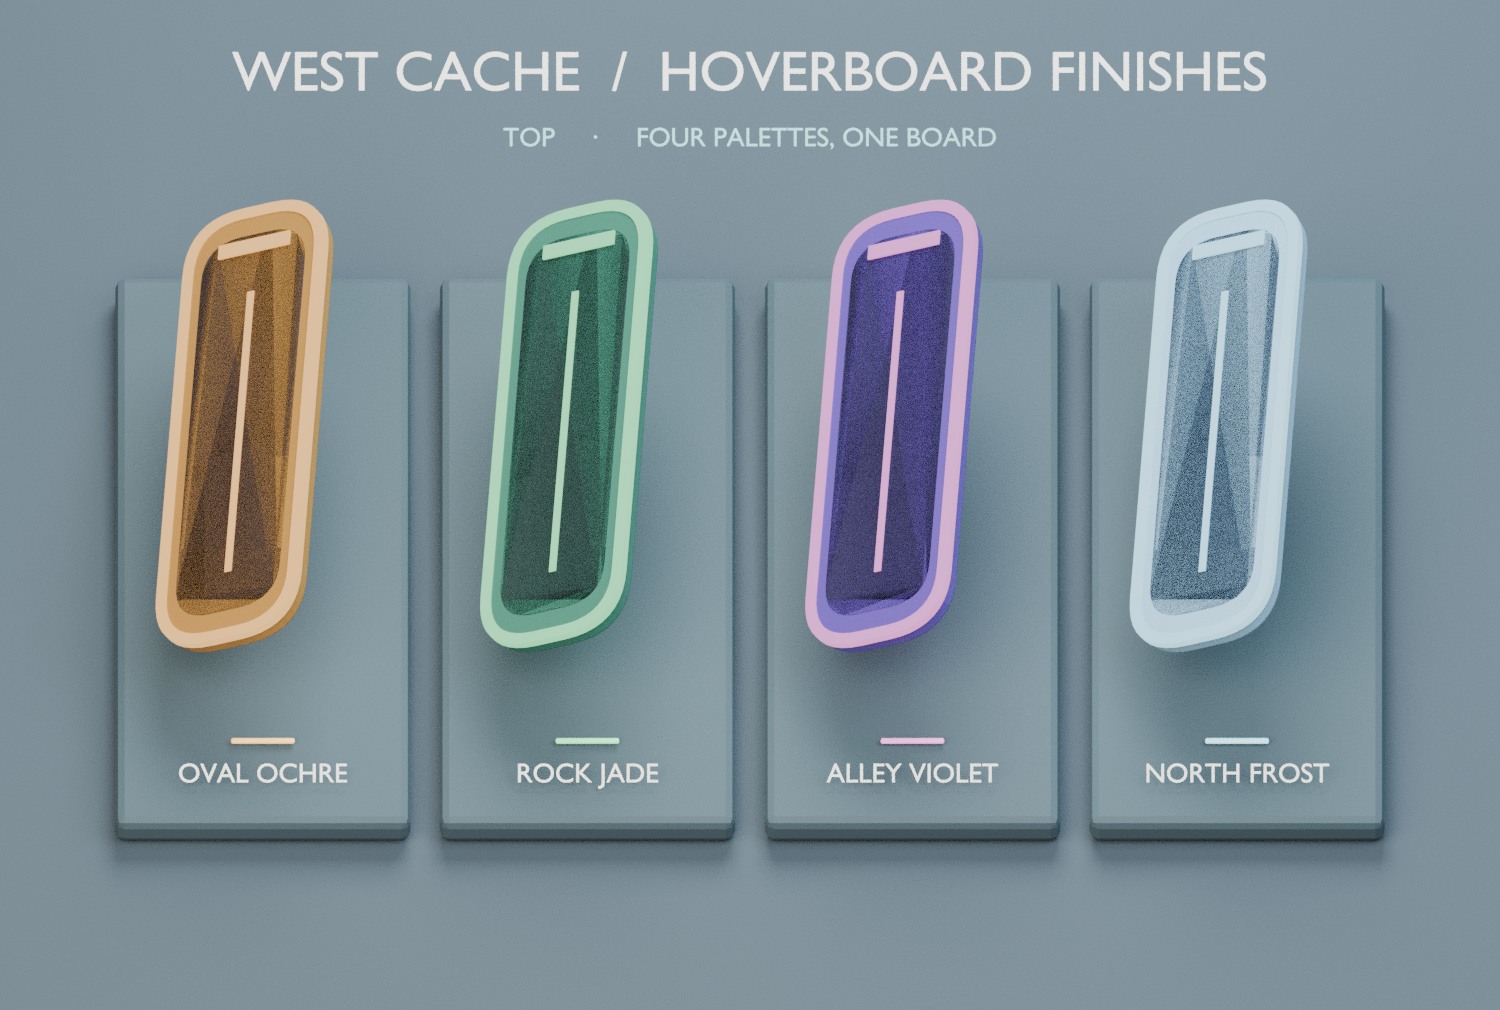 WEST CACHE / HOVERBOARD FINISHES
TOP · FOUR PALETTES, ONE BOARD
OVAL OCHRE
ROCK JADE
ALLEY VIOLET
NORTH FROST